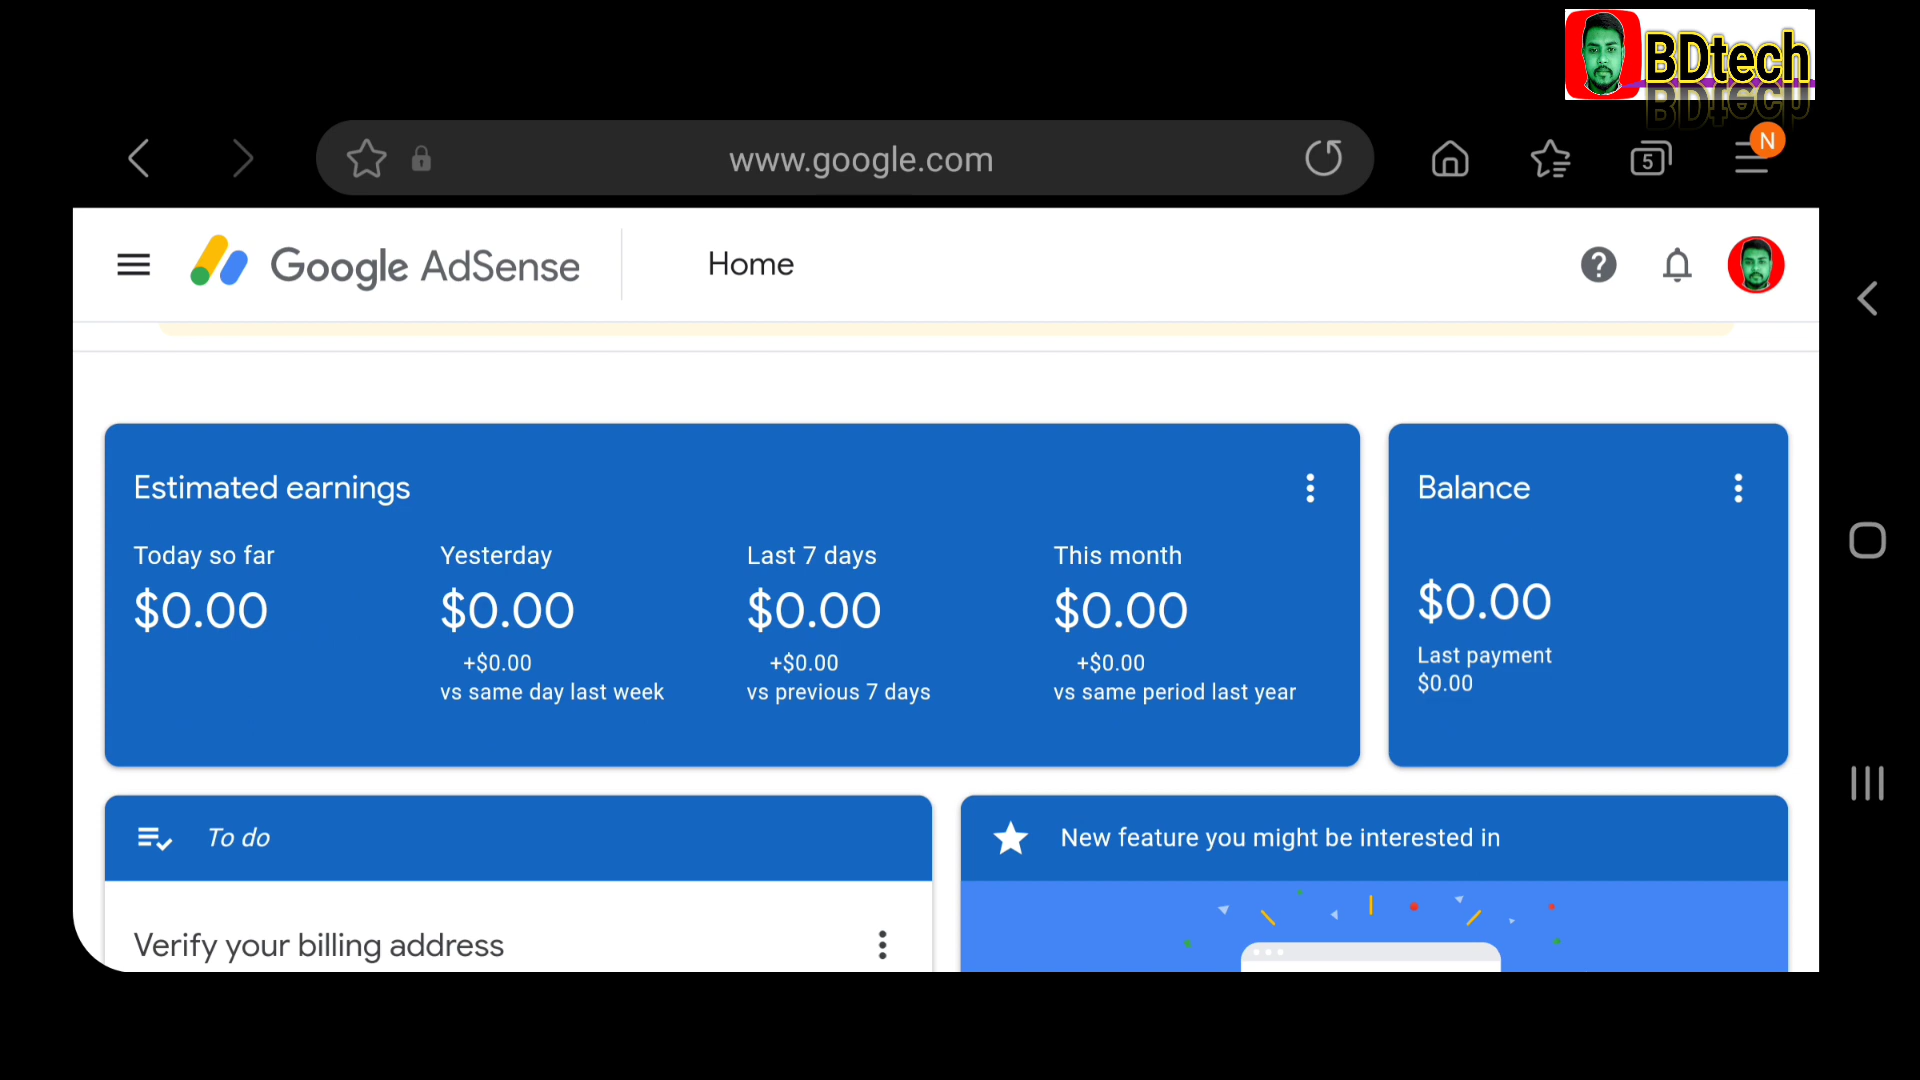 BDtech
www.google.com
5
N
Google AdSense
Home
Estimated earnings
Balance
Today so far
Yesterday
Last 7 days
This month
$0.00
$0.00
$0.00
$0.00
$0.00
+$0.00
+$0.00
+$0.00
Last payment
vs same day last week
vs previous 7 days
vs same period last year
$0.00
To do
New feature you might be interested in
Verify your billing address